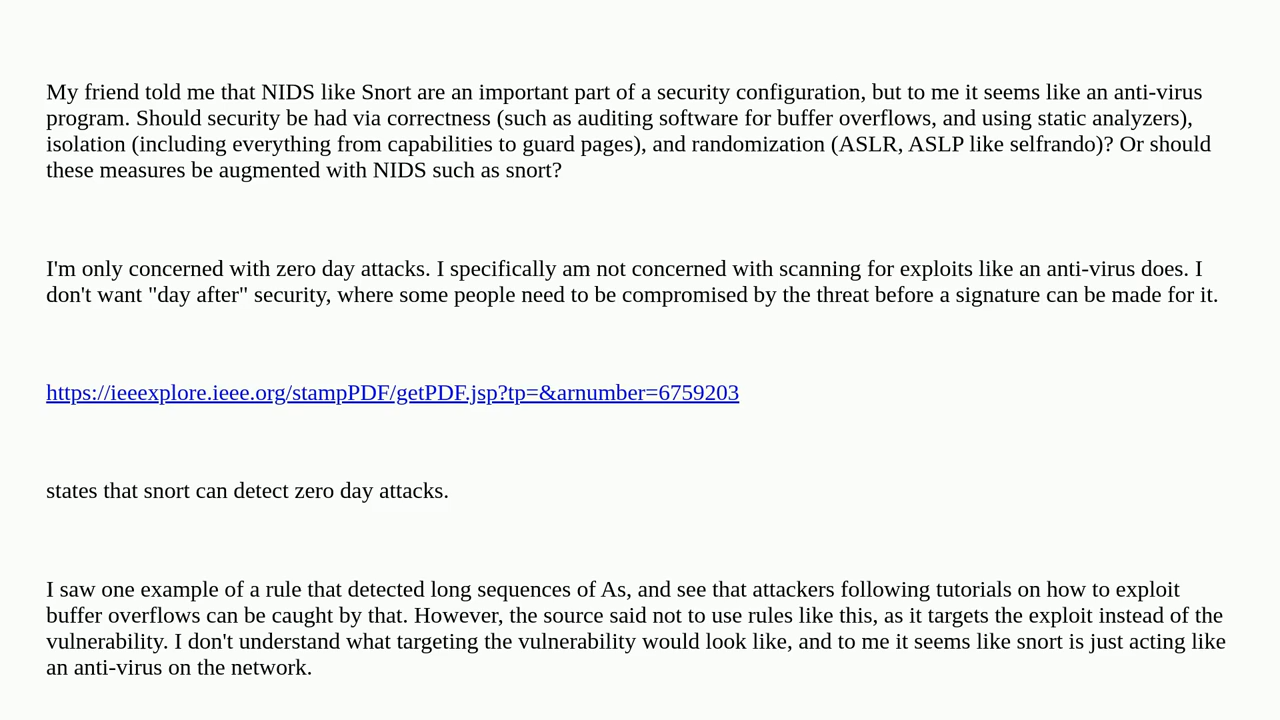 My friend told me that NIDS like Snort are an important part of a security configuration, but to me it seems like an anti-virus
program. Should security be had via correctness (such as auditing software for buffer overflows, and using static analyzers),
isolation (including everything from capabilities to guard pages), and randomization (ASLR, ASLP like selfrando)? Or should
these measures be augmented with NIDS such as snort?
I'm only concerned with zero day attacks. I specifically am not concerned with scanning for exploits like an anti-virus does. I
don't want "day after" security, where some people need to be compromised by the threat before a signature can be made for it.
https://ieeexplore.ieee.org/stampPDF/getPDF.jsp?tp=&arnumber=6759203
states that snort can detect zero day attacks.
I saw one example of a rule that detected long sequences of As, and see that attackers following tutorials on how to exploit
buffer overflows can be caught by that. However, the source said not to use rules like this, as it targets the exploit instead of the
vulnerability. I don't understand what targeting the vulnerability would look like, and to me it seems like snort is just acting like
an anti-virus on the network.